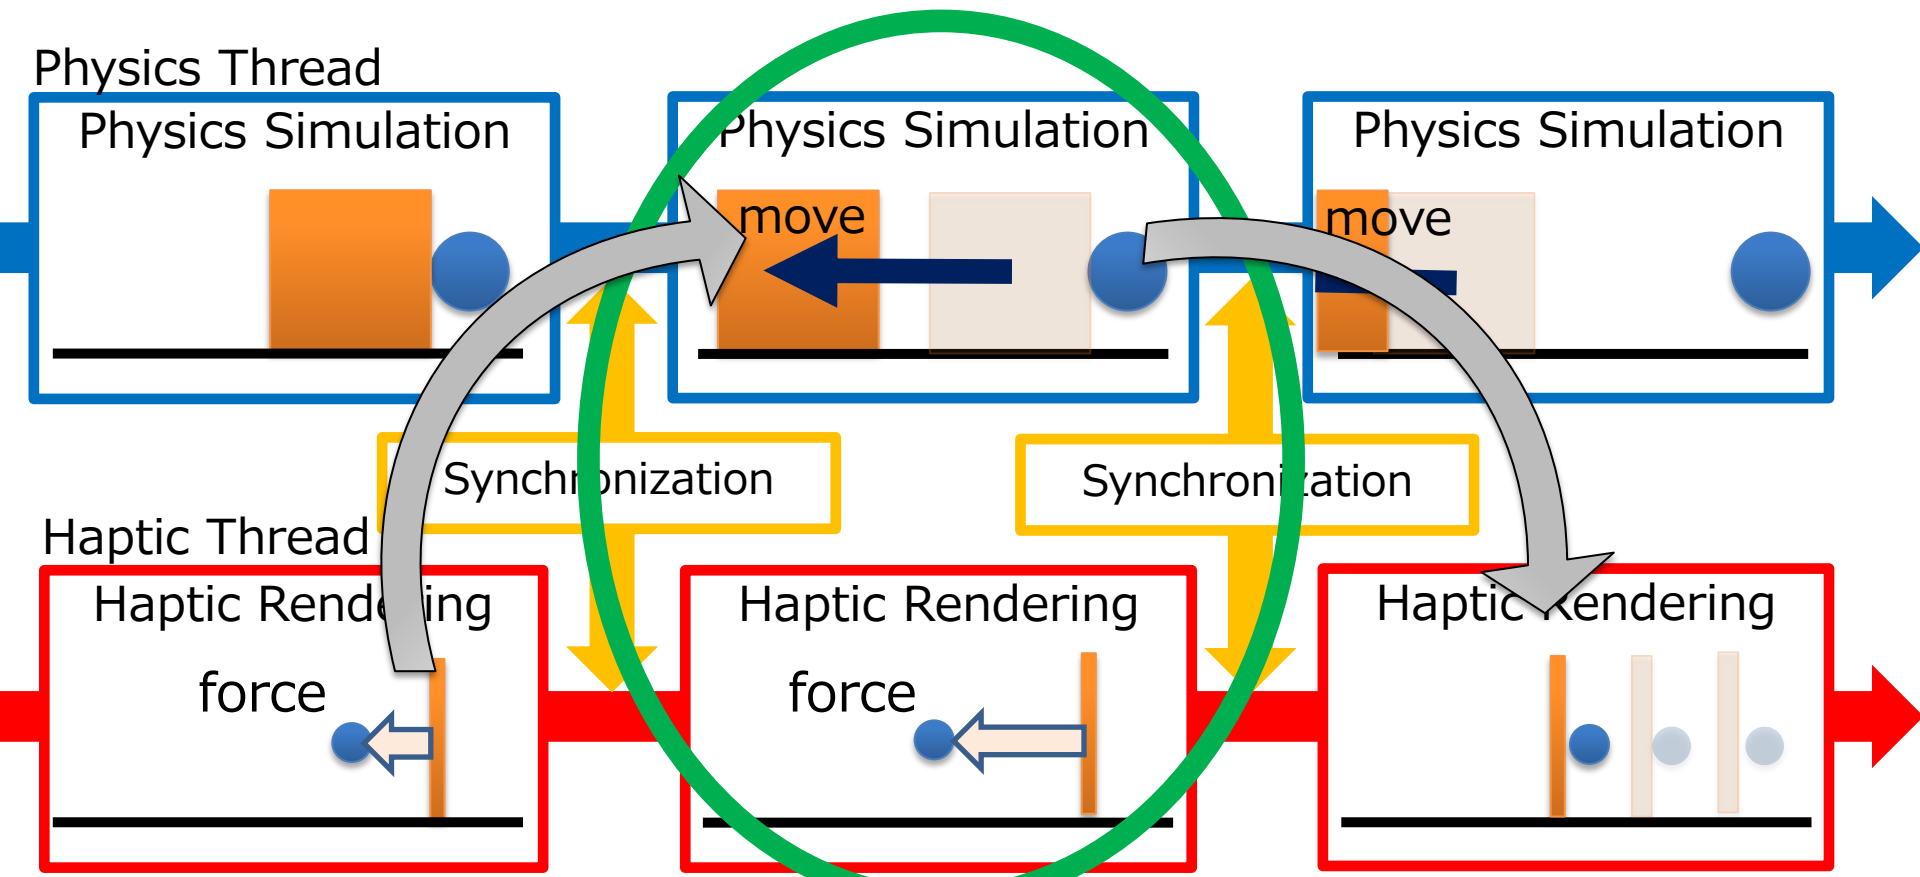 Physics Thread
Physics Simulation
Physics Simulation
Physics Simulation
move
move
Synchronization
Synchronization
Haptic Thread
Haptic Rendering
Haptic Rendering
Haptic Rendering
force
force